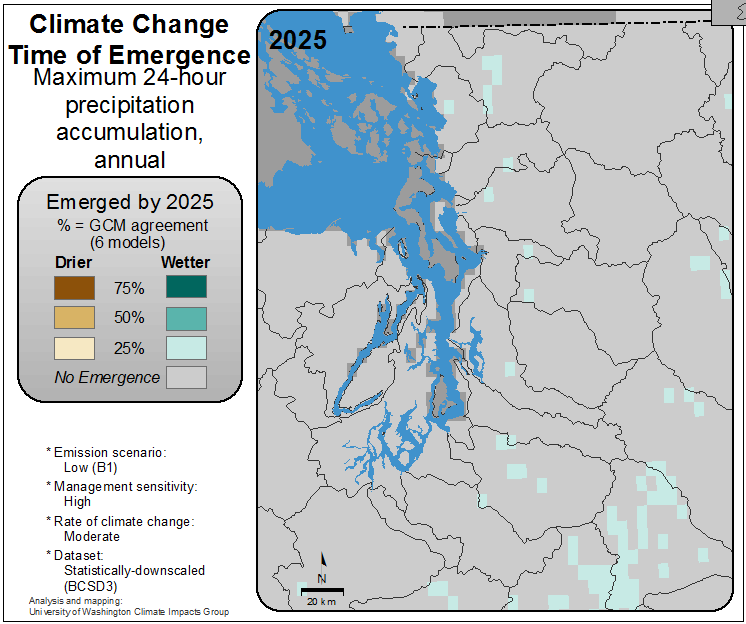 Climate Change
Time of Emergence
Maximum 24-hour
precipitation
accumulation,
annual
Emerged by 2025
% = GCM agreement
(6 models)
Drier
Wetter
75%
50%
25%
No Emergence
* Emission scenario:
Low (B1)
* Management sensitivity:
High
* Rate of climate change:
Moderate
* Dataset:
Statistically-downscaled
(BCSD3)
Analysis and mapping:
University of Washington Climate Impacts Group
2025
N
20 km